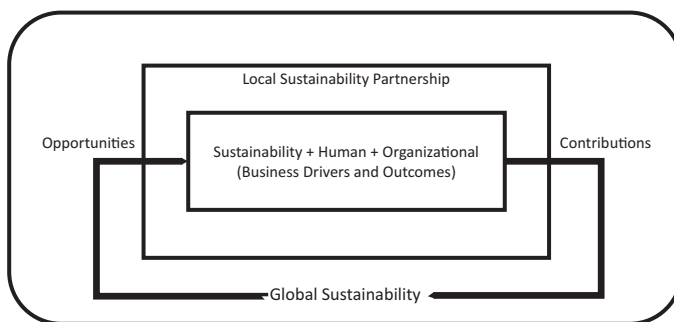 Local Sustainability Partnership
Opportunities
Sustainability + Human + Organizational
(Business Drivers and Outcomes)
Contributions
Global Sustainability